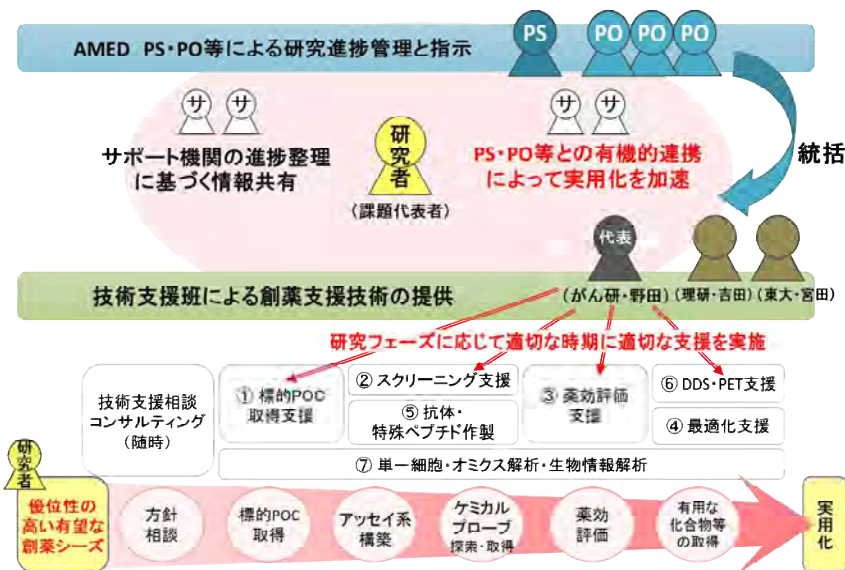 AMED PS・PO等による研究進捗管理と指示
PS
PO
PO
PO
サ
サ
サ
サ
サポート機関の進捗整理
に基づく情報共有
研究者
(課題代表者)
PS・PO等との有機的連携
によって実用化を加速
統括
代表
技術支援班による創薬支援技術の提供
(がん研・野田)
(理研・吉田)
(東大・宮田)
研究フェーズに応じて適切な時期に適切な支援を実施
技術支援相談
コンサルティング
(随時)
① 標的POC
取得支援
② スクリーニング支援
⑤ 抗体・
特殊ペプチド作製
③ 薬効評価
支援
⑥ DDS・PET支援
④ 最適化支援
⑦ 単一細胞・オミクス解析・生物情報解析
研究者
優位性の
高い有望な
創薬シーズ
方針
相談
標的POC
取得
アッセイ系
構築
ケミカル
プローブ
探索・取得
薬効
評価
有用な
化合物等
の取得
実用化